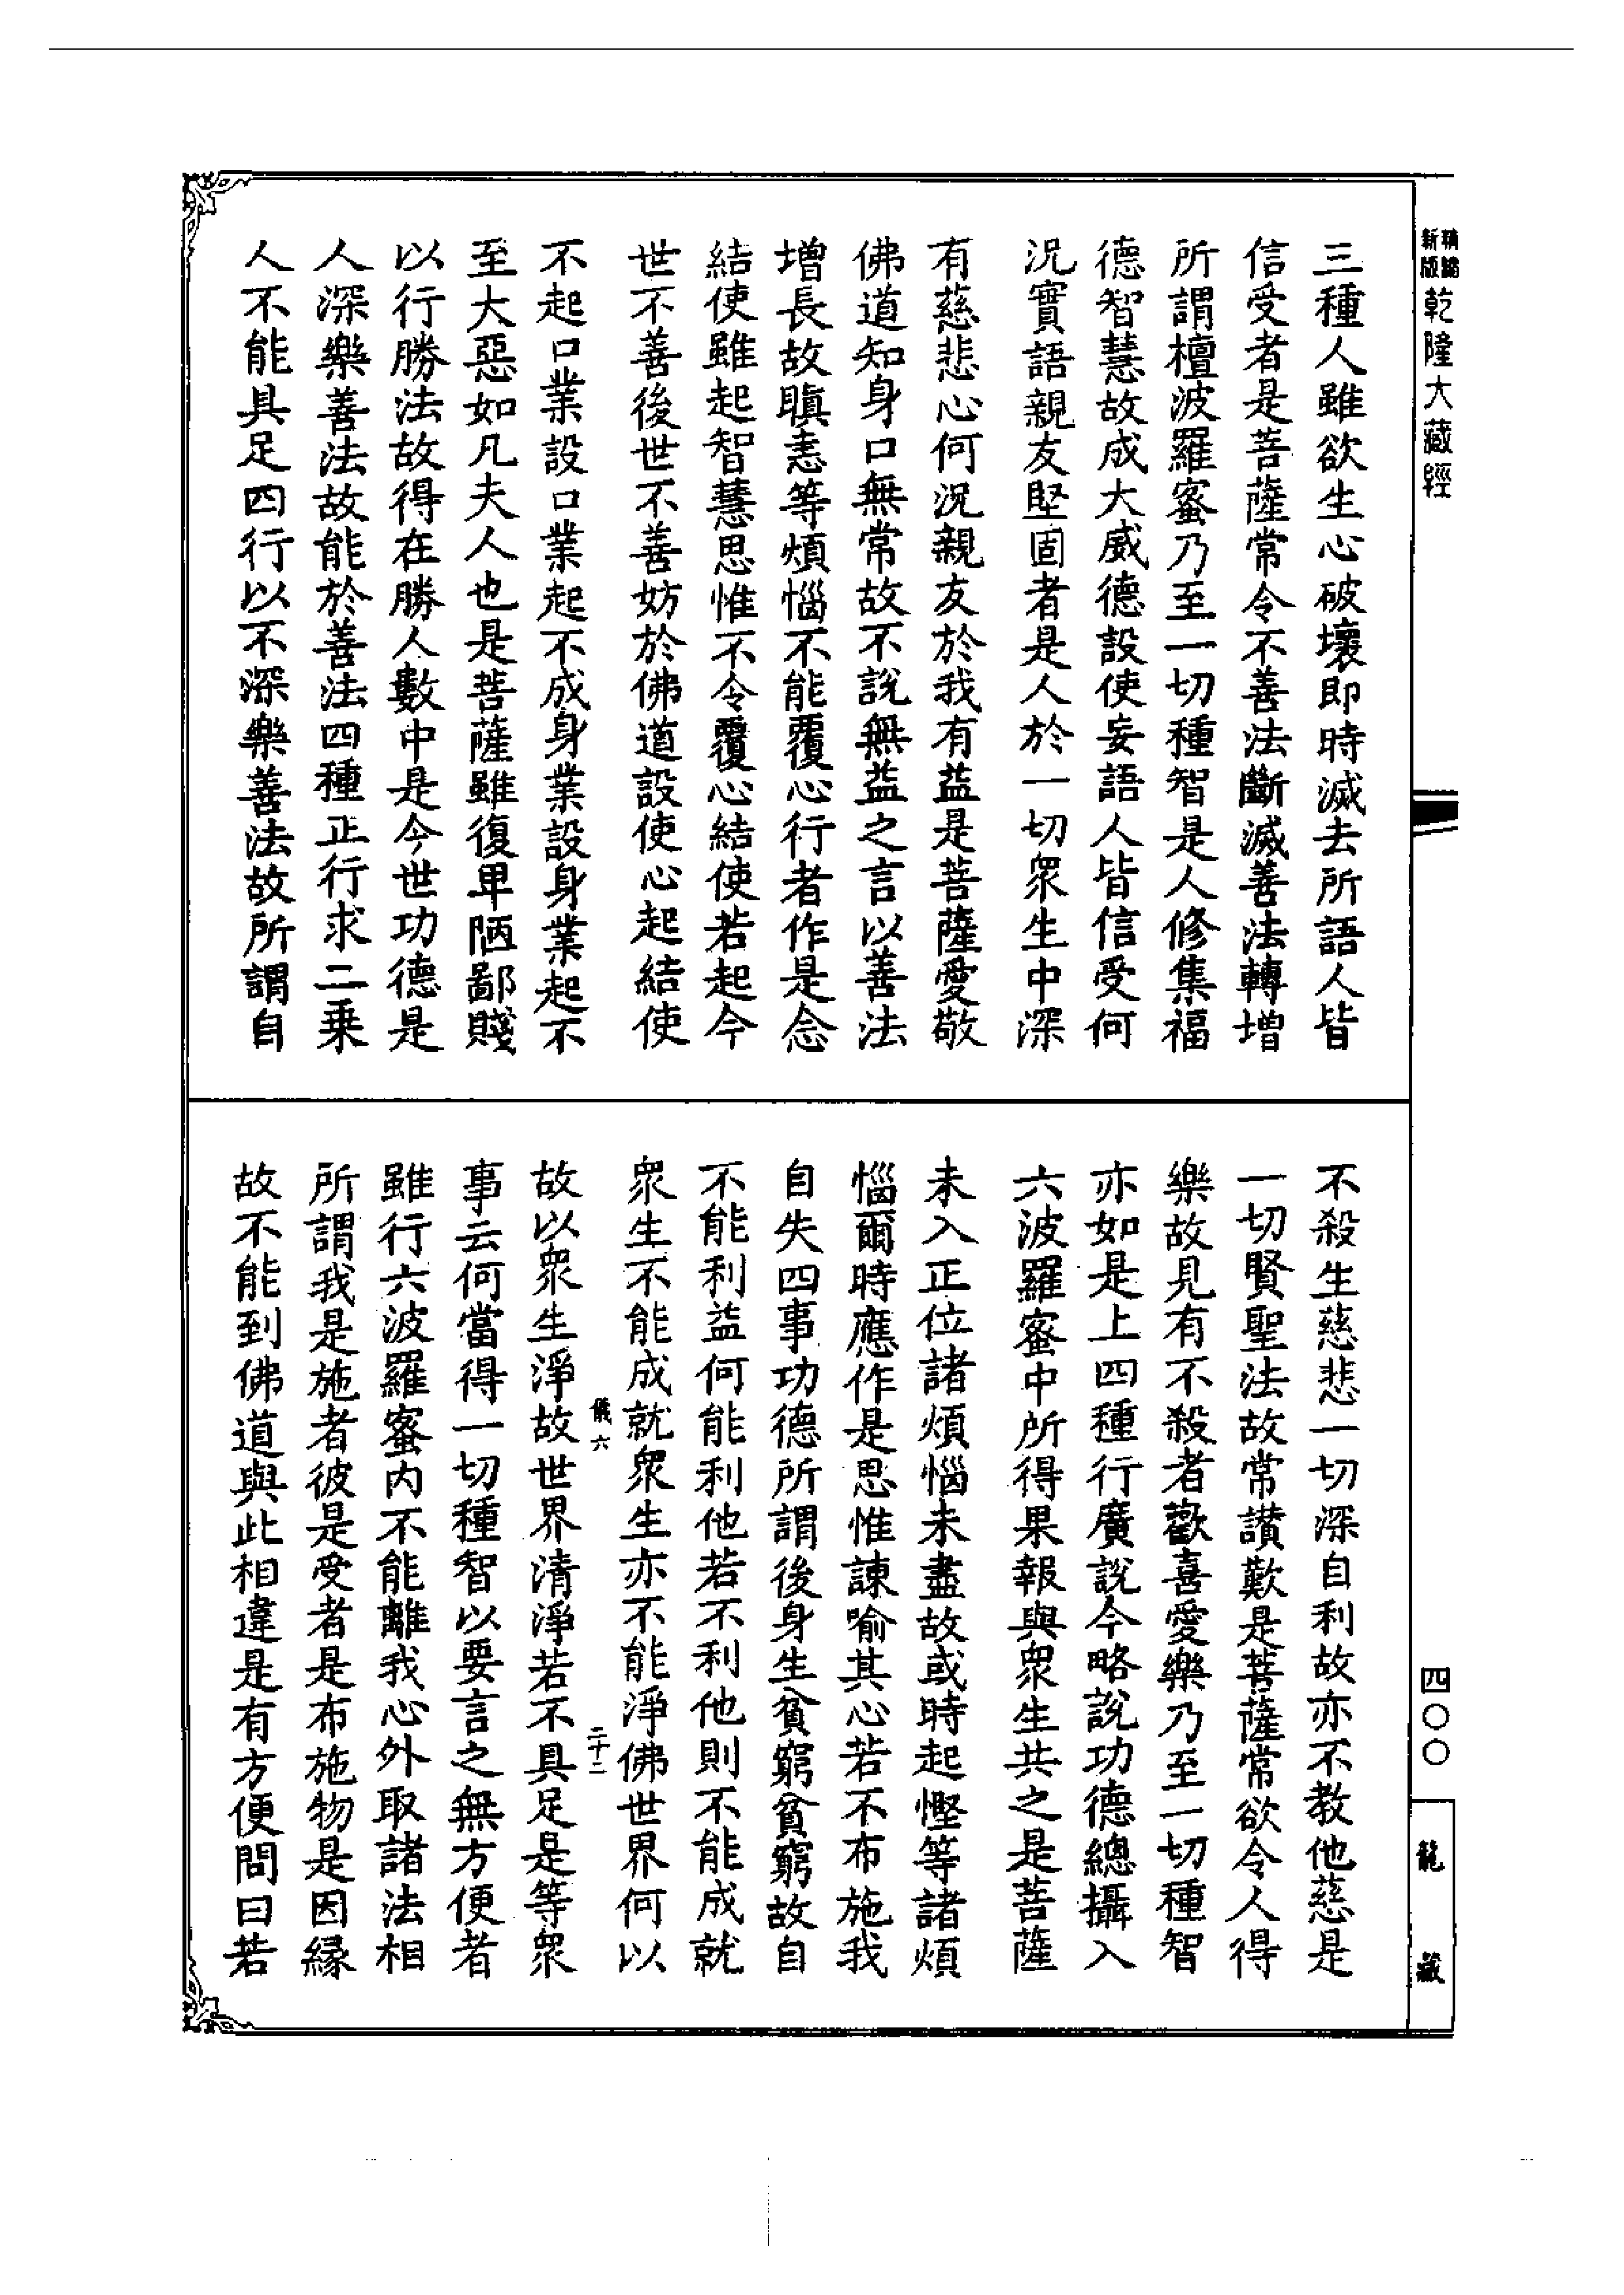 精縮新版乾隆大藏經
三種人雖欲生心破壞即時滅去所語人皆
信受者是菩薩常令不善法斷滅善法轉增
所謂檀波羅蜜乃至一切種智是人修集福
德智慧故成大威德設使妄語人皆信受何
況實語親友堅固者是人於一切眾生中深
有慈悲心何況親友於我有益是菩薩愛敬
佛道知身口無常故不說無益之言以善法
增長故瞋恚等煩惱不能覆心行者作是念
結使雖起智慧思惟不令覆心結使若起今
世不善後世不善妨於佛道設使心起結使
不起口業設口業起不成身業設身業起不
至大惡如凡夫人也是菩薩雖復卑陋鄙賤
以行勝法故得在勝人數中是今世功德是
人深樂善法故能於善法四種正行求二乘
人不能具足四行以不深樂善法故所謂自
不殺生慈悲一切深自利故亦不教他慈是
一切賢聖法故常讚歎是菩薩常欲令人得
樂故見有不殺者歡喜愛樂乃至一切種智
亦如是上四種行廣說今略說功德總攝入
六波羅蜜中所得果報與眾生共之是菩薩
未入正位諸煩惱未盡故或時起慳等諸煩
惱爾時應作是思惟諫喻其心若不布施我
自失四事功德所謂後身生貧窮貧窮故自
不能利益何能利他若不利他則不能成就
眾生不能成就眾生亦不能淨佛世界何以
儀六 二十二
故以眾生淨故世界清淨若不具足是等眾
事云何當得一切種智以要言之無方便者
雖行六波羅蜜內不能離我心外取諸法相
所謂我是施者彼是受者是布施物是因緣
故不能到佛道與此相違是有方便問曰若
四〇〇
龍藏